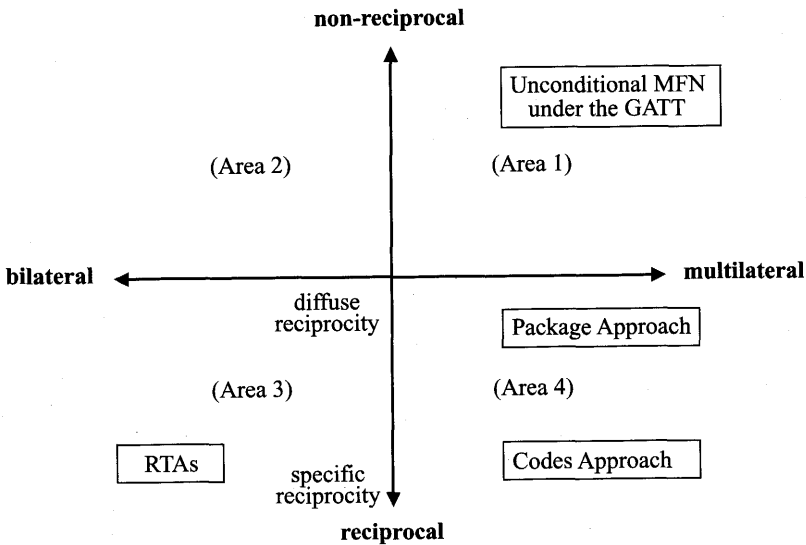 non-reciprocal
Unconditional MFN
under the GATT
(Area 2)
(Area 1)
bilateral
multilateral
diffuse
reciprocity
Package Approach
(Area 3)
(Area 4)
RTAs
specific
reciprocity
Codes Approach
reciprocal